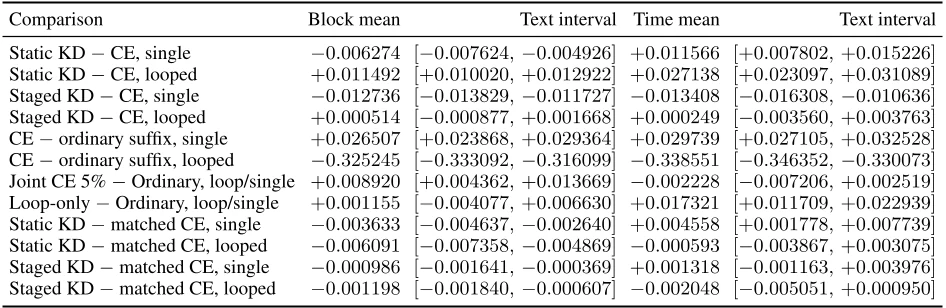 Comparison Block mean Text interval Time mean Text interval
Static KD − CE, single −0.006274 [−0.007624, −0.004926] +0.011566 [+0.007802, +0.015226]
Static KD − CE, looped +0.011492 [+0.010020, +0.012922] +0.027138 [+0.023097, +0.031089]
Staged KD − CE, single −0.012736 [−0.013829, −0.011727] −0.013408 [−0.016308, −0.010636]
Staged KD − CE, looped +0.000514 [−0.000877, +0.001668] +0.000249 [−0.003560, +0.003763]
CE − ordinary suffix, single +0.026507 [+0.023868, +0.029364] +0.029739 [+0.027105, +0.032528]
CE − ordinary suffix, looped −0.325245 [−0.333092, −0.316099] −0.338551 [−0.346352, −0.330073]
Joint CE 5% − Ordinary, loop/single +0.008920 [+0.004362, +0.013669] −0.002228 [−0.007206, +0.002519]
Loop-only − Ordinary, loop/single +0.001155 [−0.004077, +0.006630] +0.017321 [+0.011709, +0.022939]
Static KD − matched CE, single −0.003633 [−0.004637, −0.002640] +0.004558 [+0.001778, +0.007739]
Static KD − matched CE, looped −0.006091 [−0.007358, −0.004869] −0.000593 [−0.003867, +0.003075]
Staged KD − matched CE, single −0.000986 [−0.001641, −0.000369] +0.001318 [−0.001163, +0.003976]
Staged KD − matched CE, looped −0.001198 [−0.001840, −0.000607] −0.002048 [−0.005051, +0.000950]